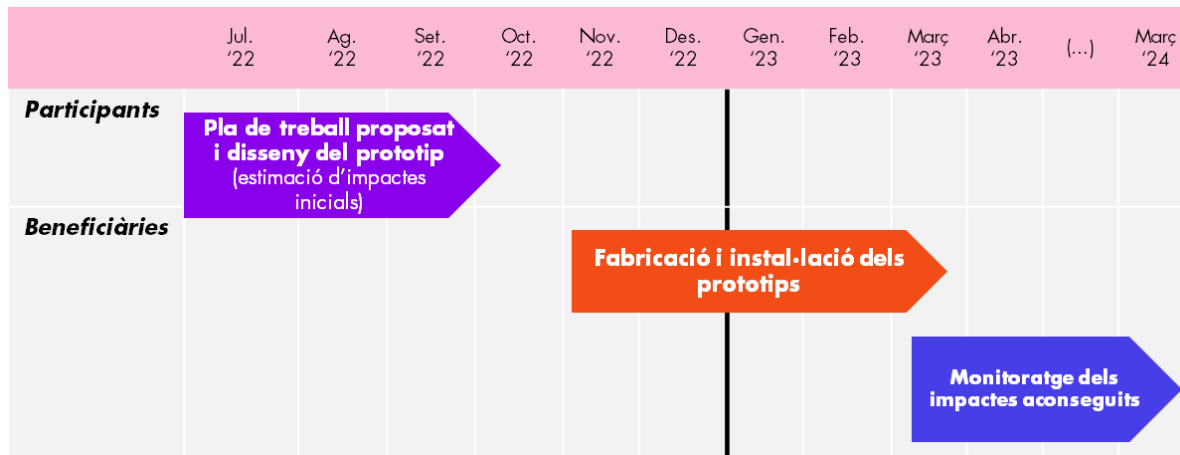 Jul. Ag. Set. Oct. Nov. Des. Gen. Feb. Març Abr. (...) Març
‘22 ‘22 ‘22 ‘22 ‘22 ‘22 ‘23 ‘23 ‘23 ‘23 ‘24
Participants
Pla de treball proposat
i disseny del prototip
(estimació d’impactes
inicials)
Beneficiàries
Fabricació i instal·lació dels
prototips
Monitoratge dels
impactes aconseguits